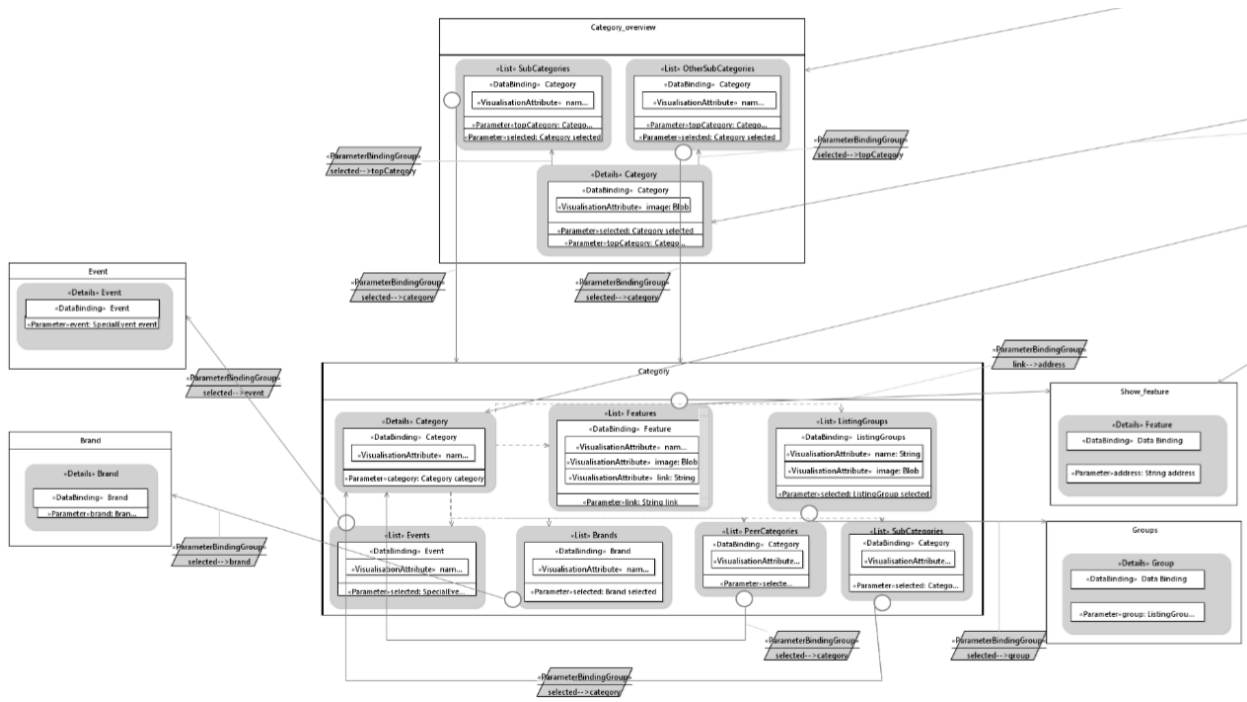 Category_overview
«List» SubCategories
«DataBinding» Category
«VisualisationAttribute» nam...
«Parameter»topCategory: Catego...
«Parameter»selected: Category selected
«List» OtherSubCategories
«DataBinding» Category
«VisualisationAttribute» nam...
«Parameter»topCategory: Catego...
«Parameter»selected: Category selected
«ParameterBindingGroup»
selected-->topCategory
«ParameterBindingGroup»
selected-->topCategory
«Details» Category
«DataBinding» Category
«VisualisationAttribute» image: Blob
«Parameter»selected: Category selected
«Parameter»topCategory: Catego...
«ParameterBindingGroup»
selected-->category
«ParameterBindingGroup»
selected-->category
Event
«Details» Event
«DataBinding» Event
«Parameter»event: SpecialEvent event
«ParameterBindingGroup»
selected-->event
Brand
«Details» Brand
«DataBinding» Brand
«Parameter»brand: Bran...
«ParameterBindingGroup»
selected-->brand
Category
«Details» Category
«DataBinding» Category
«VisualisationAttribute» nam...
«Parameter»category: Category category
«List» Features
«DataBinding» Feature
«VisualisationAttribute» nam...
«VisualisationAttribute» image: Blob
«VisualisationAttribute» link: String
«Parameter»link: String link
«List» ListingGroups
«DataBinding» ListingGroups
«VisualisationAttribute» name: String
«VisualisationAttribute» image: Blob
«Parameter»selected: ListingGroup selected
«List» Events
«DataBinding» Event
«VisualisationAttribute» nam...
«Parameter»selected: SpecialEve...
«List» Brands
«DataBinding» Brand
«VisualisationAttribute» nam...
«Parameter»selected: Brand selected
«List» PeerCategories
«DataBinding» Category
«VisualisationAttribute...
«Parameter»selecte...
«List» SubCategories
«DataBinding» Category
«VisualisationAttribute...
«Parameter»selected: Catego...
«ParameterBindingGroup»
link-->address
Show_feature
«Details» Feature
«DataBinding» Data Binding
«Parameter»address: String address
Groups
«Details» Group
«DataBinding» Data Binding
«Parameter»group: ListingGrou...
«ParameterBindingGroup»
selected-->category
«ParameterBindingGroup»
selected-->group
«ParameterBindingGroup»
selected-->category